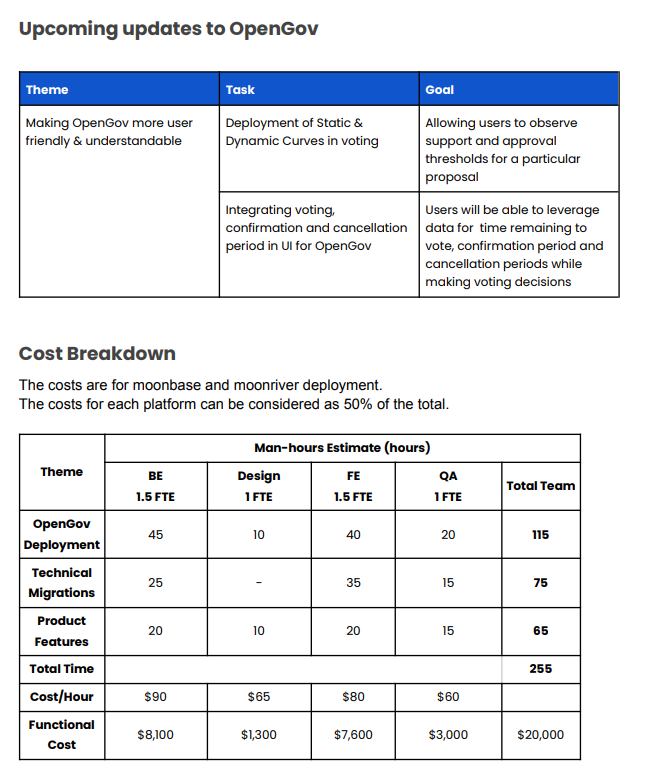 Upcoming updates to OpenGov
Theme Task Goal
Making OpenGov more user
friendly & understandable
Deployment of Static &
Dynamic Curves in voting
Allowing users to observe
support and approval
thresholds for a particular
proposal
Integrating voting,
confirmation and cancellation
period in UI for OpenGov
Users will be able to leverage
data for time remaining to
vote, confirmation period and
cancellation periods while
making voting decisions
Cost Breakdown
The costs are for moonbase and moonriver deployment.
The costs for each platform can be considered as 50% of the total.
Theme
Man-hours Estimate (hours)
BE
1.5 FTE
Design
1 FTE
FE
1.5 FTE
QA
1 FTE
Total Team
OpenGov
Deployment
45 10 40 20 115
Technical
Migrations
25 - 35 15 75
Product
Features
20 10 20 15 65
Total Time 255
Cost/Hour $90 $65 $80 $60
Functional
Cost
$8,100 $1,300 $7,600 $3,000 $20,000